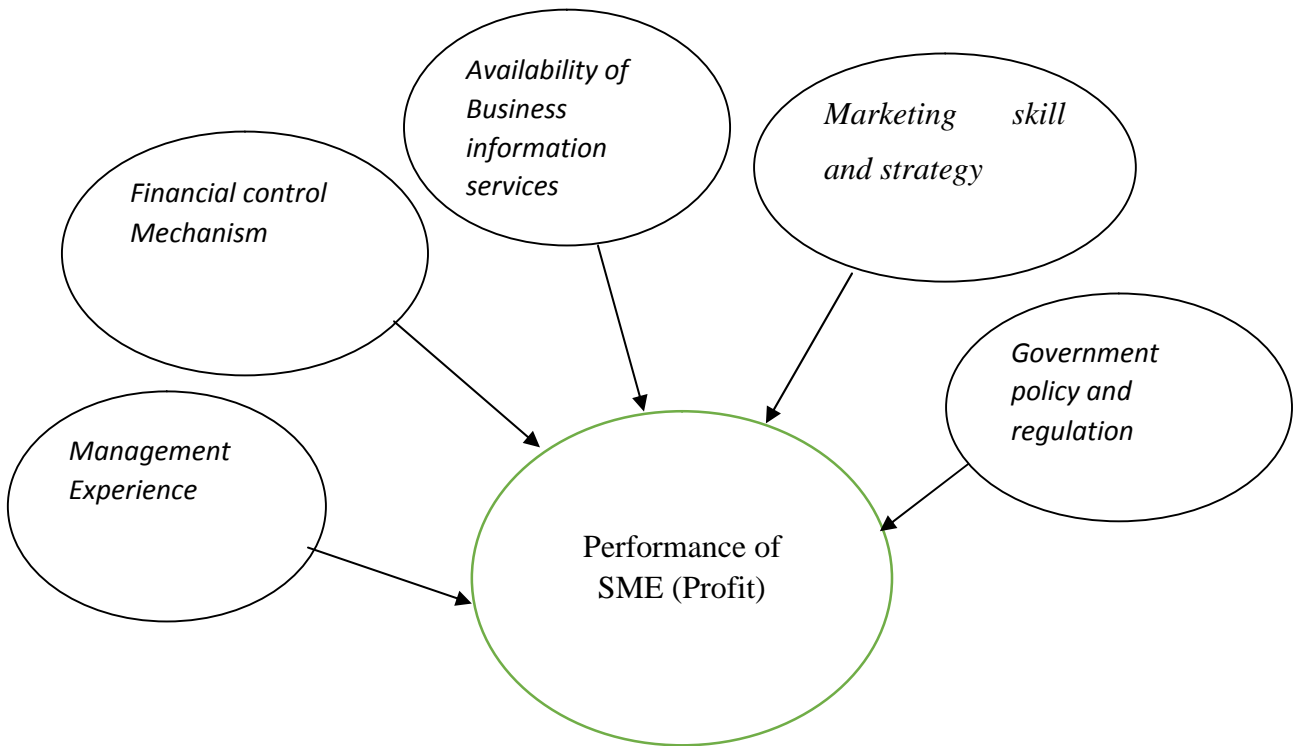 Availability of
Business
information
services
Marketing skill
and strategy
Financial control
Mechanism
Government
policy and
regulation
Management
Experience
Performance of
SME (Profit)